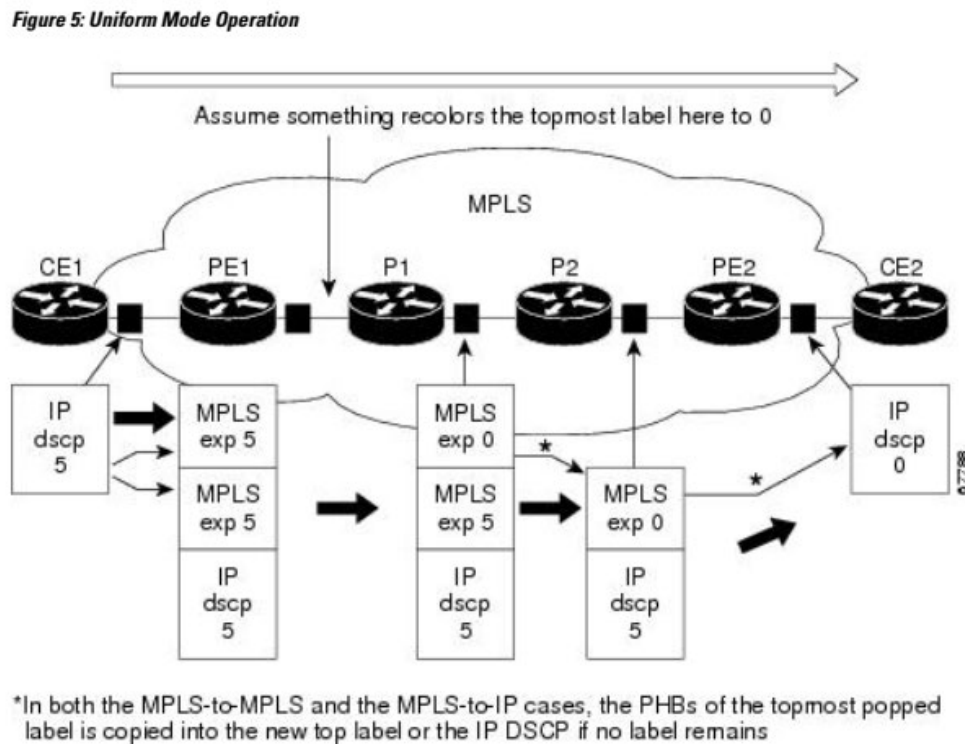 Figure 5: Uniform Mode Operation
Assume something recolors the topmost label here to 0
MPLS
CE1
PE1
P1
P2
PE2
CE2
IP
dscp
5
MPLS
exp 5
MPLS
exp 5
IP
dscp
5
MPLS
exp 0
MPLS
exp 5
IP
dscp
5
*
MPLS
exp 0
IP
dscp
5
*
IP
dscp
0
67788
*In both the MPLS-to-MPLS and the MPLS-to-IP cases, the PHBs of the topmost popped
label is copied into the new top label or the IP DSCP if no label remains